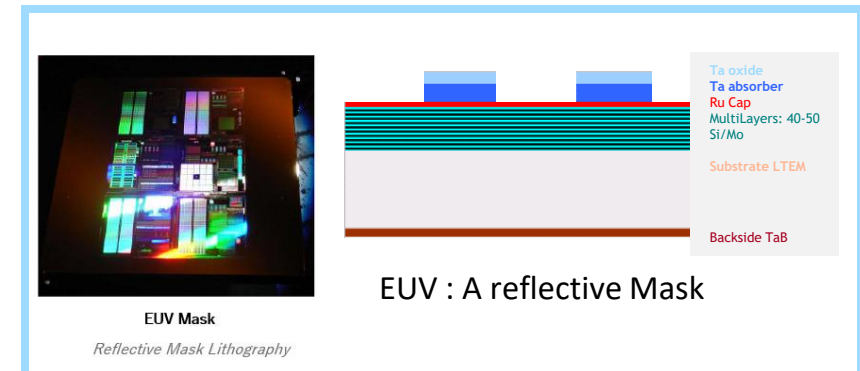 Ta oxide
Ta absorber
Ru Cap
MultiLayers: 40-50
Si/Mo
Substrate LTEM
Backside TaB
EUV : A reflective Mask
EUV Mask
Reflective Mask Lithography